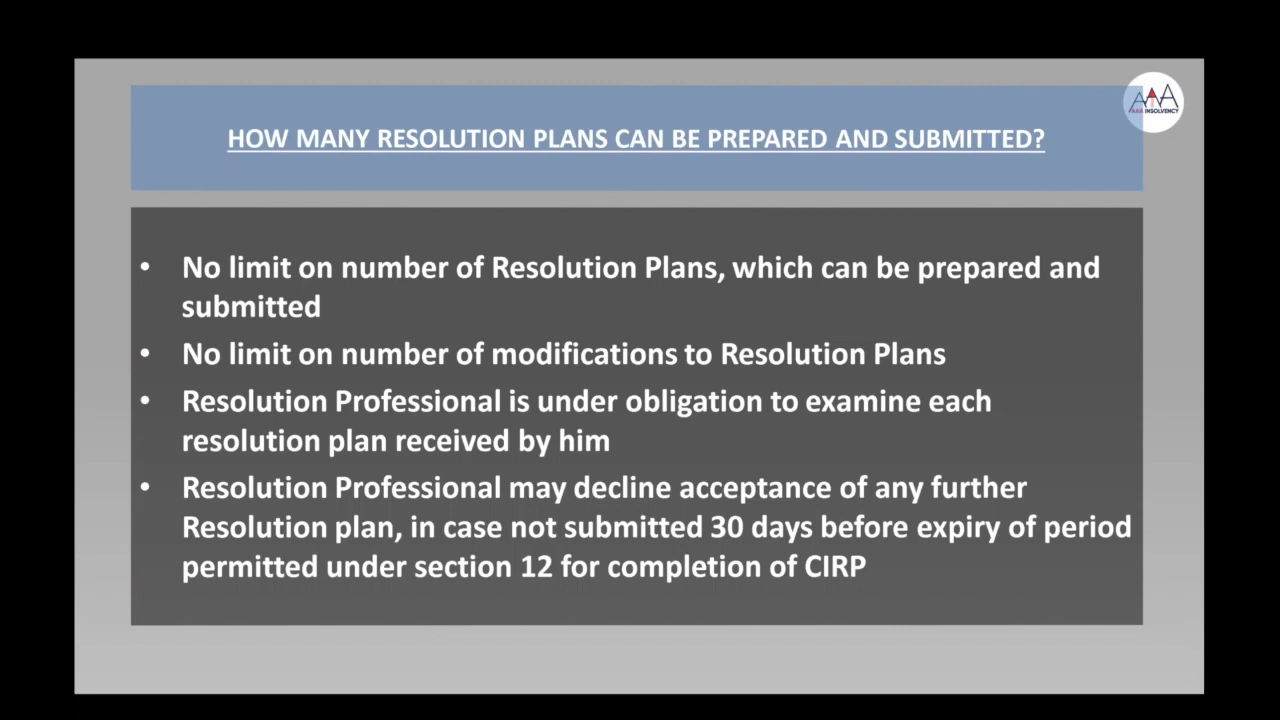 AAA INSOLVENCY
HOW MANY RESOLUTION PLANS CAN BE PREPARED AND SUBMITTED?
• No limit on number of Resolution Plans, which can be prepared and
submitted
• No limit on number of modifications to Resolution Plans
• Resolution Professional is under obligation to examine each
resolution plan received by him
• Resolution Professional may decline acceptance of any further
Resolution plan, in case not submitted 30 days before expiry of period
permitted under section 12 for completion of CIRP